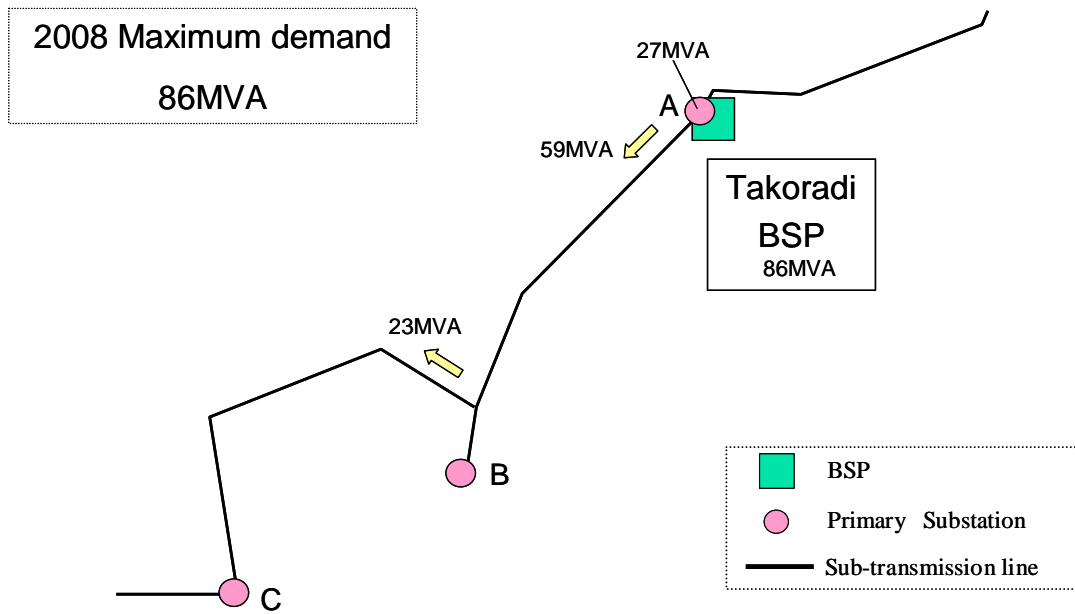 2008 Maximum demand
86MVA
27MVA
A
59MVA
Takoradi
BSP
86MVA
23MVA
B
C
BSP
Primary Substation
Sub-transmission line